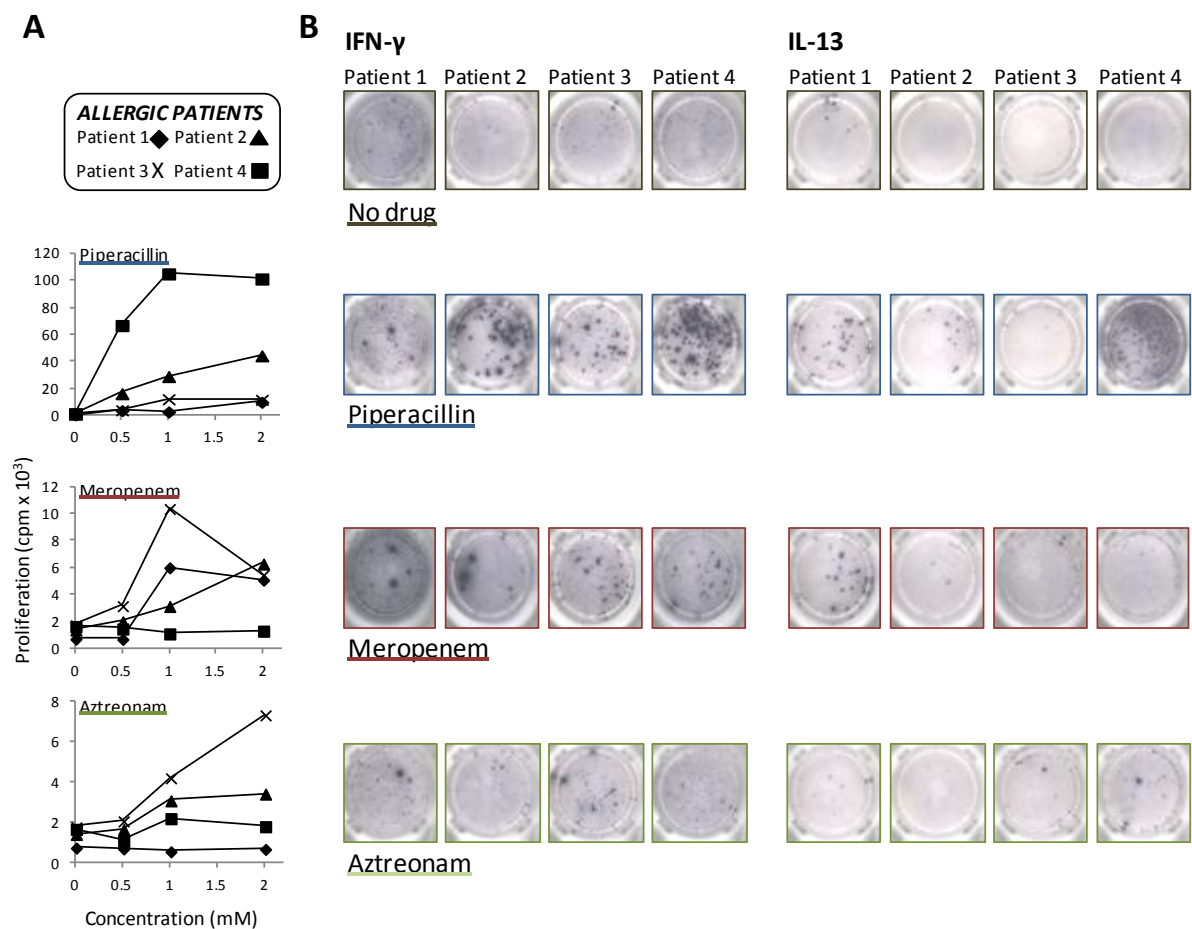 A
B
IFN-γ
IL-13
Patient 1 Patient 2 Patient 3 Patient 4
Patient 1 Patient 2 Patient 3 Patient 4
ALLERGIC PATIENTS
Patient 1◆ Patient 2▲
Patient 3X Patient 4■
No drug
Piperacillin
120
100
80
60
40
20
0
0 0.5 1 1.5 2
Piperacillin
Proliferation (cpm x 10³)
Meropenem
12
10
8
6
4
2
0
0 0.5 1 1.5 2
Meropenem
Aztreonam
8
6
4
2
0
0 0.5 1 1.5 2
Concentration (mM)
Aztreonam